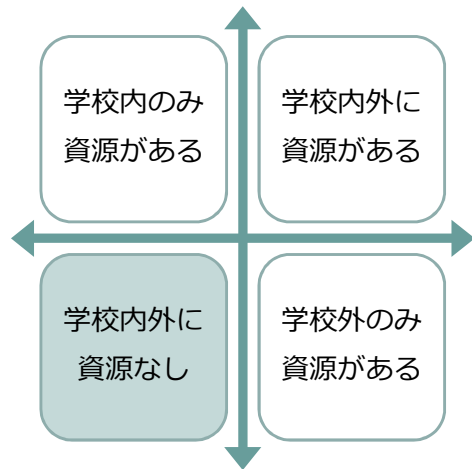 学校内のみ
資源がある
学校内外に
資源がある
学校内外に
資源なし
学校外のみ
資源がある